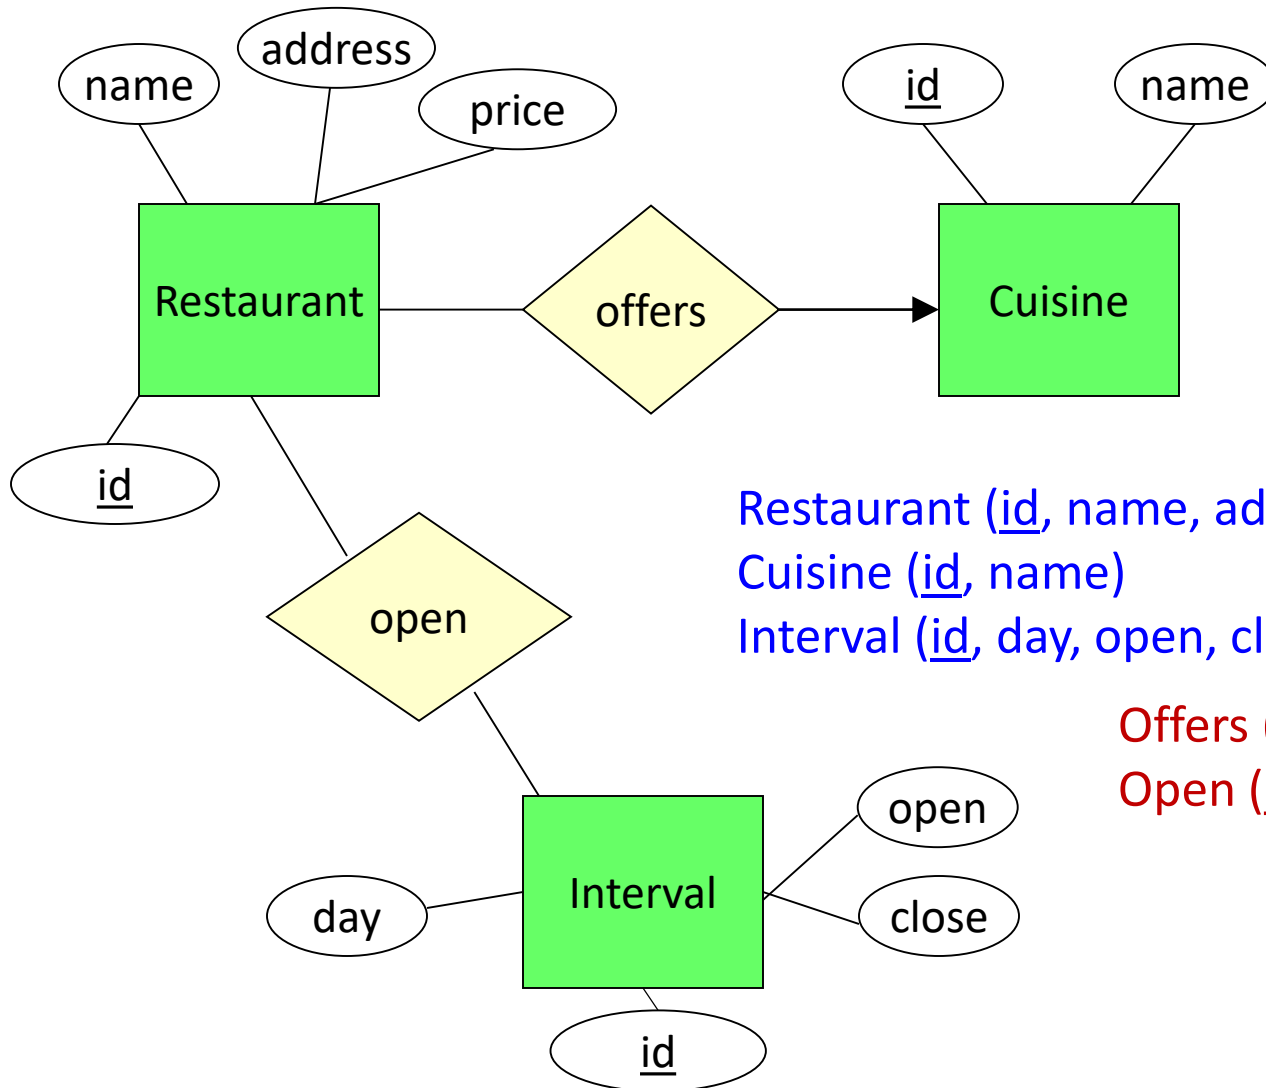 address
name
price
id
name
Restaurant
offers
Cuisine
id
Restaurant (id, name, ad
Cuisine (id, name)
Interval (id, day, open, cl
open
Offers (
Open (
open
Interval
day
close
id